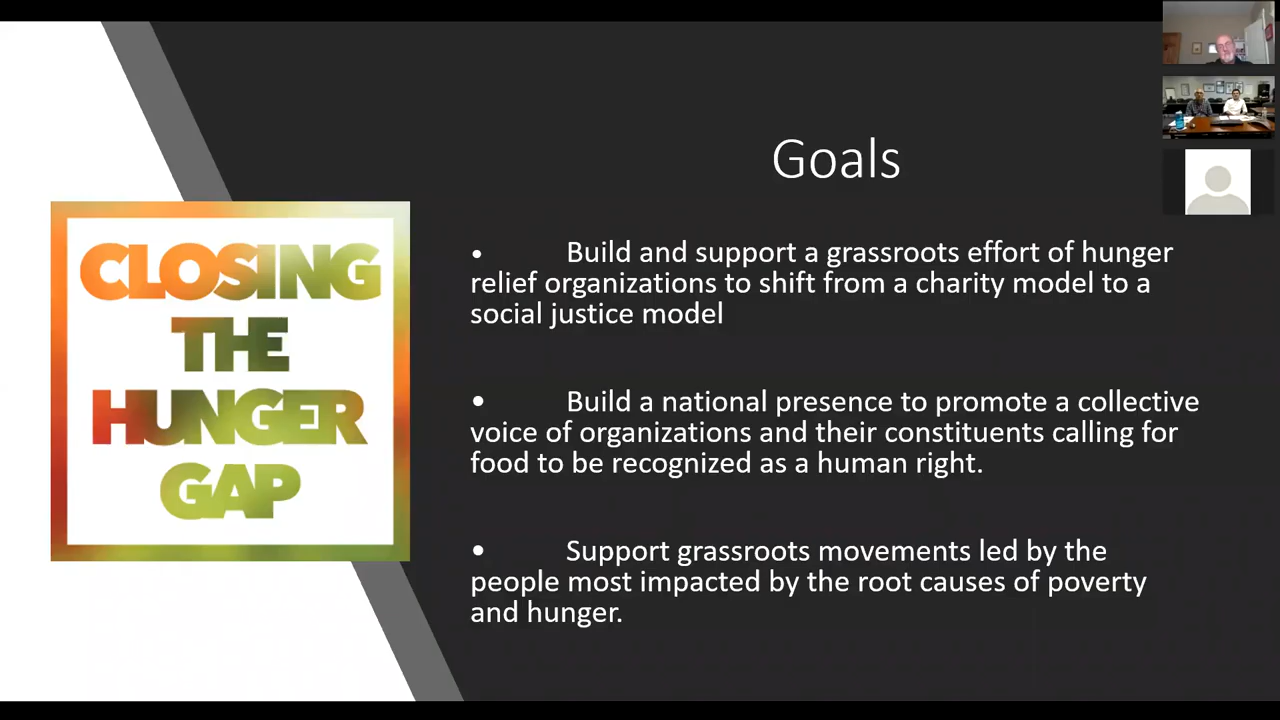 Goals
CLOSING
THE
HUNGER
GAP
• Build and support a grassroots effort of hunger
relief organizations to shift from a charity model to a
social justice model
• Build a national presence to promote a collective
voice of organizations and their constituents calling for
food to be recognized as a human right.
• Support grassroots movements led by the
people most impacted by the root causes of poverty
and hunger.